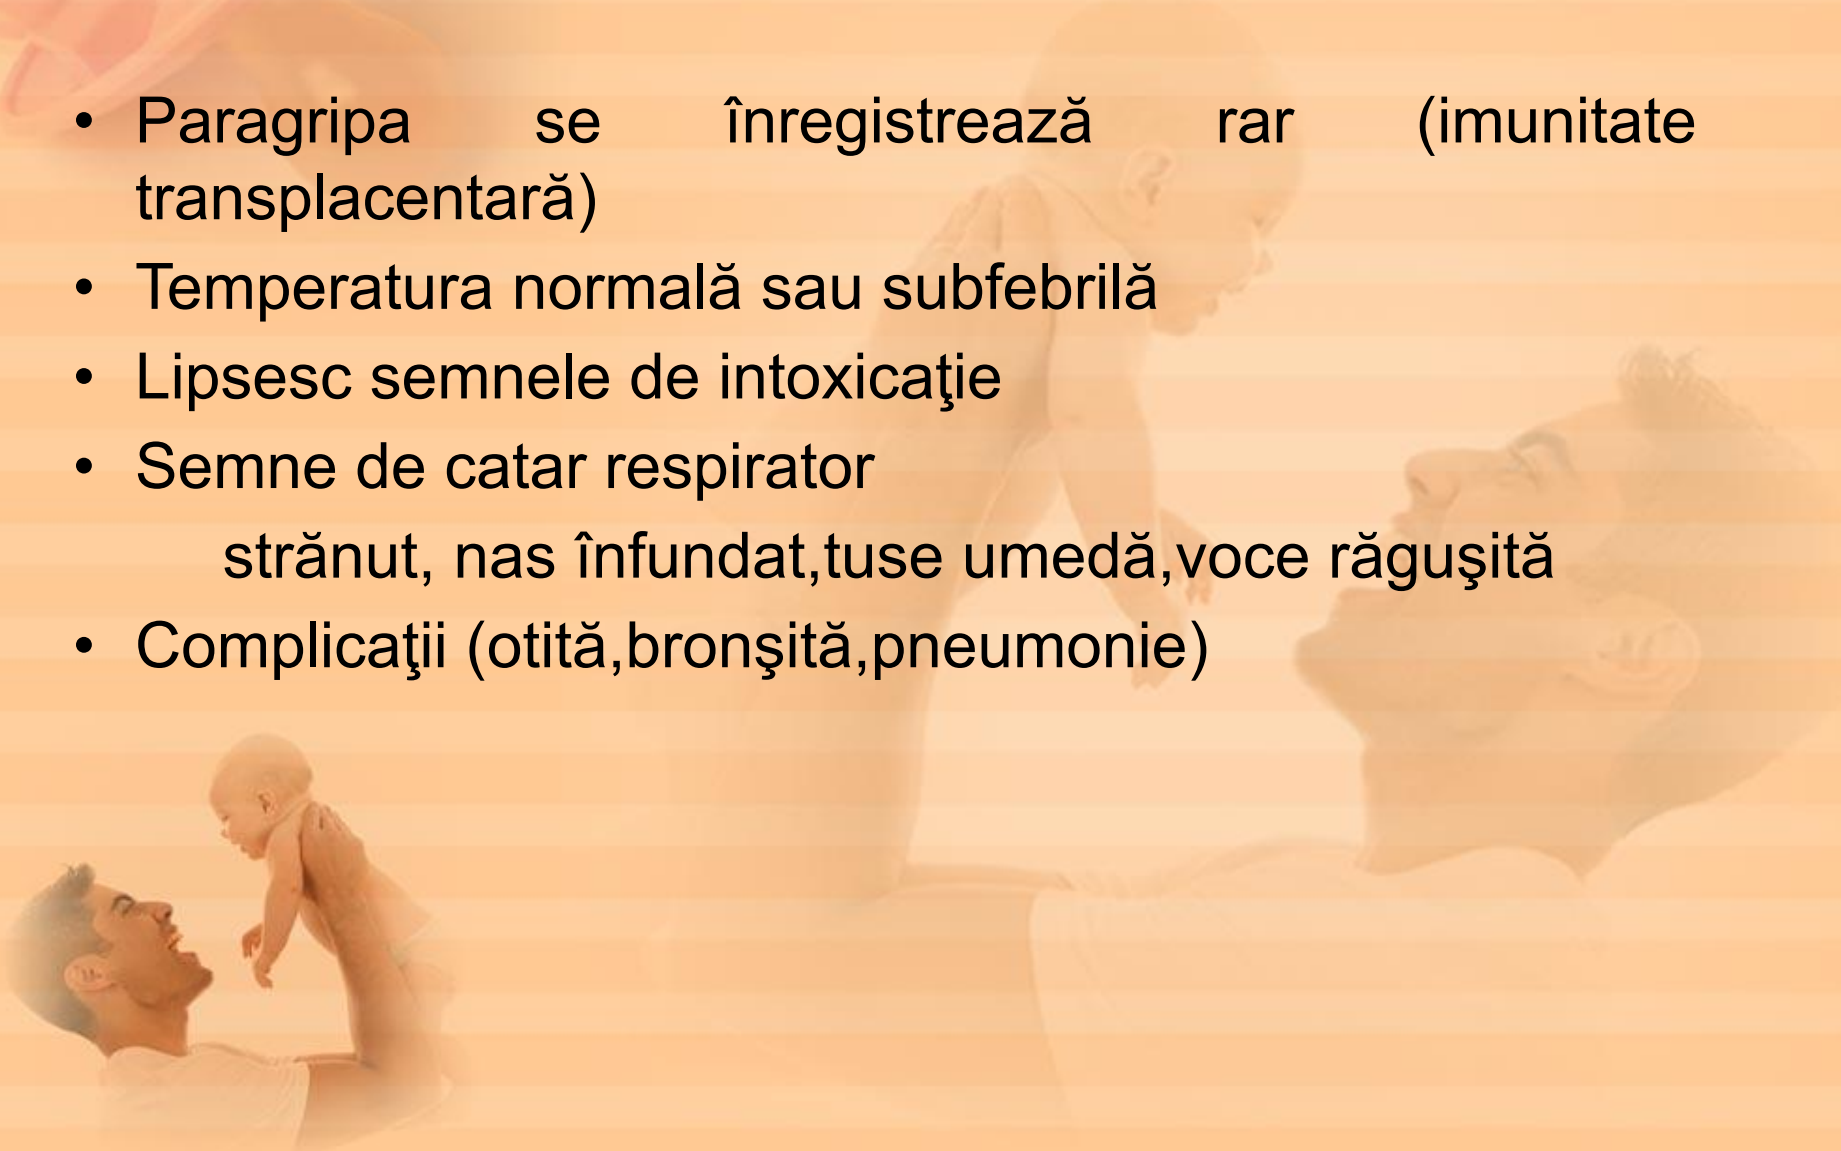 • Paragripa se înregistrează rar (imunitate
transplacentară)
• Temperatura normală sau subfebrilă
• Lipsesc semnele de intoxicaţie
• Semne de catar respirator
strănut, nas înfundat,tuse umedă,voce răguşită
• Complicaţii (otită,bronşită,pneumonie)